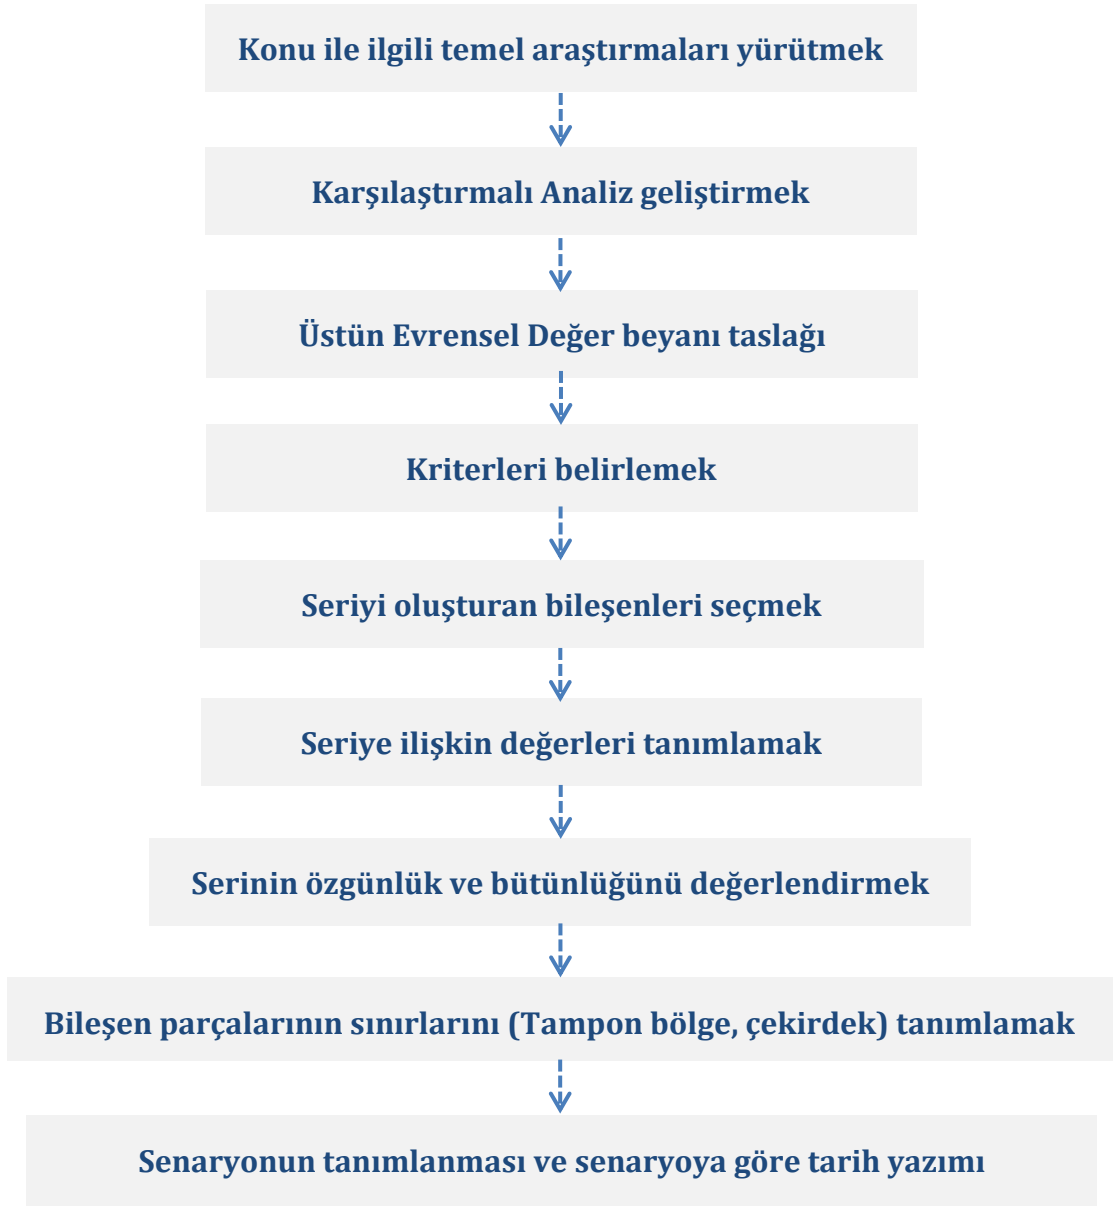 Konu ile ilgili temel araştırmaları yürütmek
Karşılaştırmalı Analiz geliştirmek
Üstün Evrensel Değer beyanı taslağı
Kriterleri belirlemek
Seriyi oluşturan bileşenleri seçmek
Seriye ilişkin değerleri tanımlamak
Serinin özgünlük ve bütünlüğünü değerlendirmek
Bileşen parçalarının sınırlarını (Tampon bölge, çekirdek) tanımlamak
Senaryonun tanımlanması ve senaryoya göre tarih yazımı